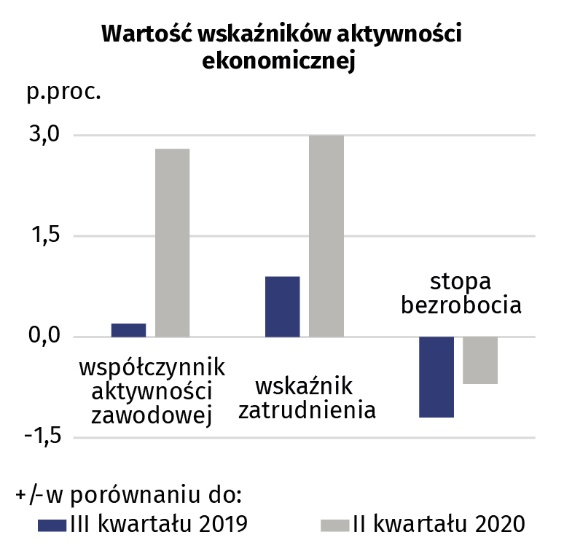 Wartość wskaźników aktywności
ekonomicznej
p.proc.
3,0
1,5
0,0
-1,5
współczynnik
aktywności
zawodowej
wskaźnik
zatrudnienia
stopa
bezrobocia
+/-w porównaniu do:
III kwartału 2019
II kwartału 2020